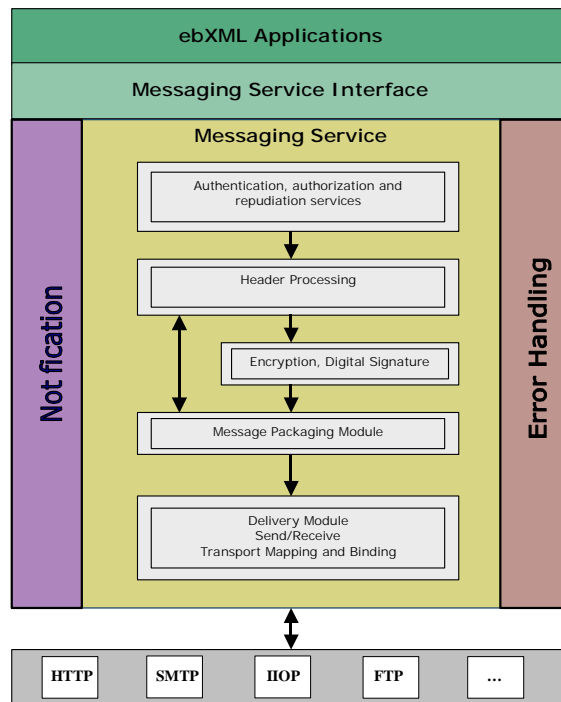 ebXML Applications
Messaging Service Interface
Messaging Service
Authentication, authorization and
repudiation services
Header Processing
Encryption, Digital Signature
Message Packaging Module
Delivery Module
Send/Receive
Transport Mapping and Binding
Not fication
Error Handling
HTTP
SMTP
IIOP
FTP
…